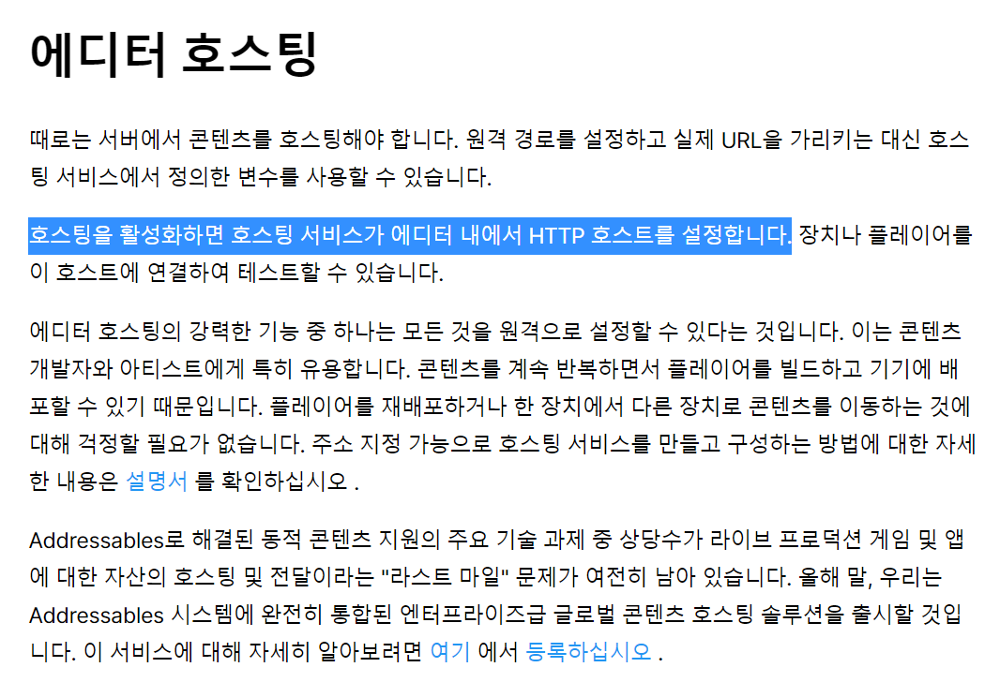 에디터 호스팅
때로는 서버에서 콘텐츠를 호스팅해야 합니다. 원격 경로를 설정하고 실제 URL을 가리키는 대신 호스
팅 서비스에서 정의한 변수를 사용할 수 있습니다.
호스팅을 활성화하면 호스팅 서비스가 에디터 내에서 HTTP 호스트를 설정합니다. 장치나 플레이어를
이 호스트에 연결하여 테스트할 수 있습니다.
에디터 호스팅의 강력한 기능 중 하나는 모든 것을 원격으로 설정할 수 있다는 것입니다. 이는 콘텐츠
개발자와 아티스트에게 특히 유용합니다. 콘텐츠를 계속 반복하면서 플레이어를 빌드하고 기기에 배
포할 수 있기 때문입니다. 플레이어를 재배포하거나 한 장치에서 다른 장치로 콘텐츠를 이동하는 것에
대해 걱정할 필요가 없습니다. 주소 지정 가능으로 호스팅 서비스를 만들고 구성하는 방법에 대한 자세
한 내용은 설명서 를 확인하십시오 .
Addressables로 해결된 동적 콘텐츠 지원의 주요 기술 과제 중 상당수가 라이브 프로덕션 게임 및 앱
에 대한 자산의 호스팅 및 전달이라는 "라스트 마일" 문제가 여전히 남아 있습니다. 올해 말, 우리는
Addressables 시스템에 완전히 통합된 엔터프라이즈급 글로벌 콘텐츠 호스팅 솔루션을 출시할 것입
니다. 이 서비스에 대해 자세히 알아보려면 여기 에서 등록하십시오 .